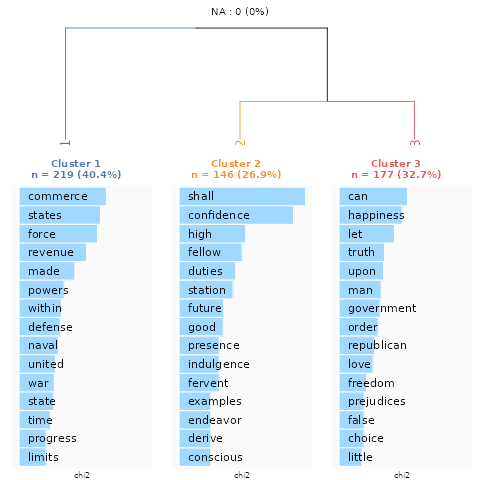 NA : 0 (0%)
1
2
3
Cluster 1
n = 219 (40.4%)
commerce
states
force
revenue
made
powers
within
defense
naval
united
war
state
time
progress
limits
chi2
Cluster 2
n = 146 (26.9%)
shall
confidence
high
fellow
duties
station
future
good
presence
indulgence
fervent
examples
endeavor
derive
conscious
chi2
Cluster 3
n = 177 (32.7%)
can
happiness
let
truth
upon
man
government
order
republican
love
freedom
prejudices
false
choice
little
chi2